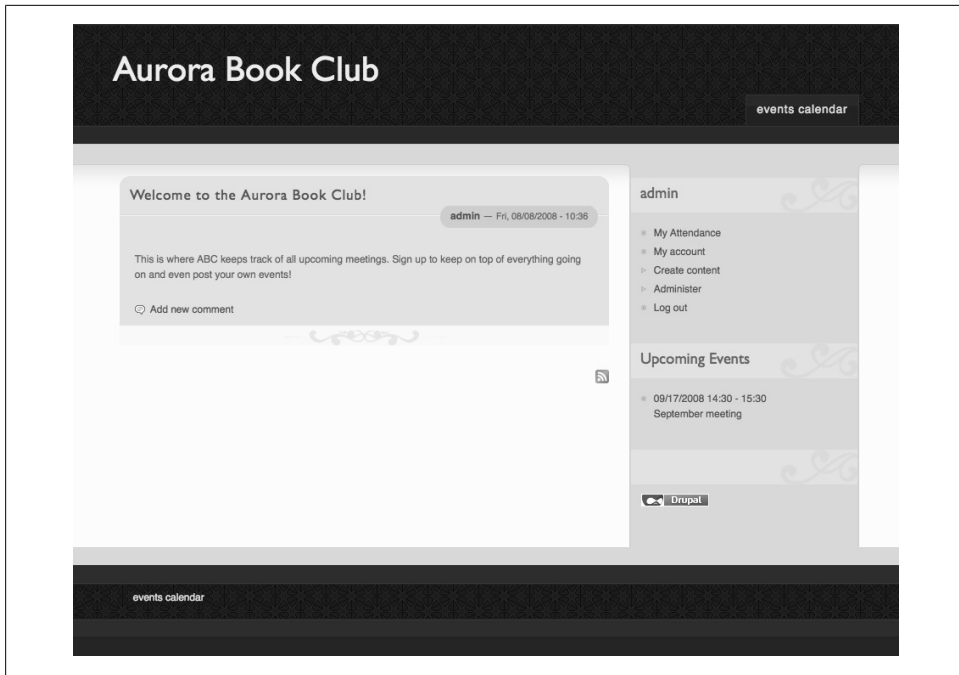 Aurora Book Club
events calendar
Welcome to the Aurora Book Club!
admin — Fri, 08/08/2008 - 10:36
This is where ABC keeps track of all upcoming meetings. Sign up to keep on top of everything going
on and even post your own events!
Add new comment
admin
My Attendance
My account
Create content
Administer
Log out
Upcoming Events
09/17/2008 14:30 - 15:30
September meeting
Drupal
events calendar